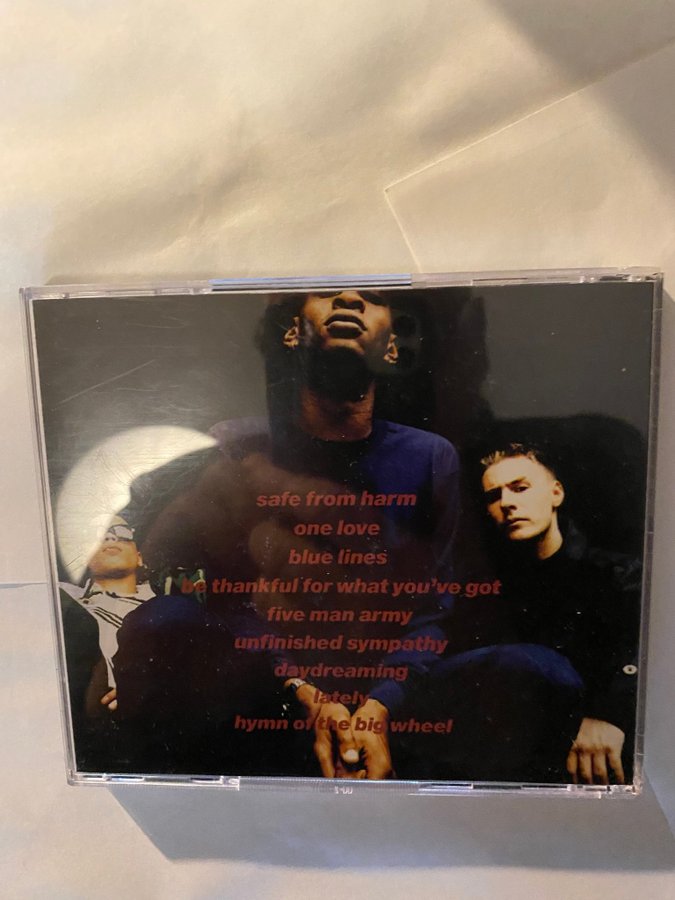 safe from harm
one love
blue lines
be thankful for what you've got
five man army
unfinished sympathy
daydreaming
lately
hymn of the big wheel